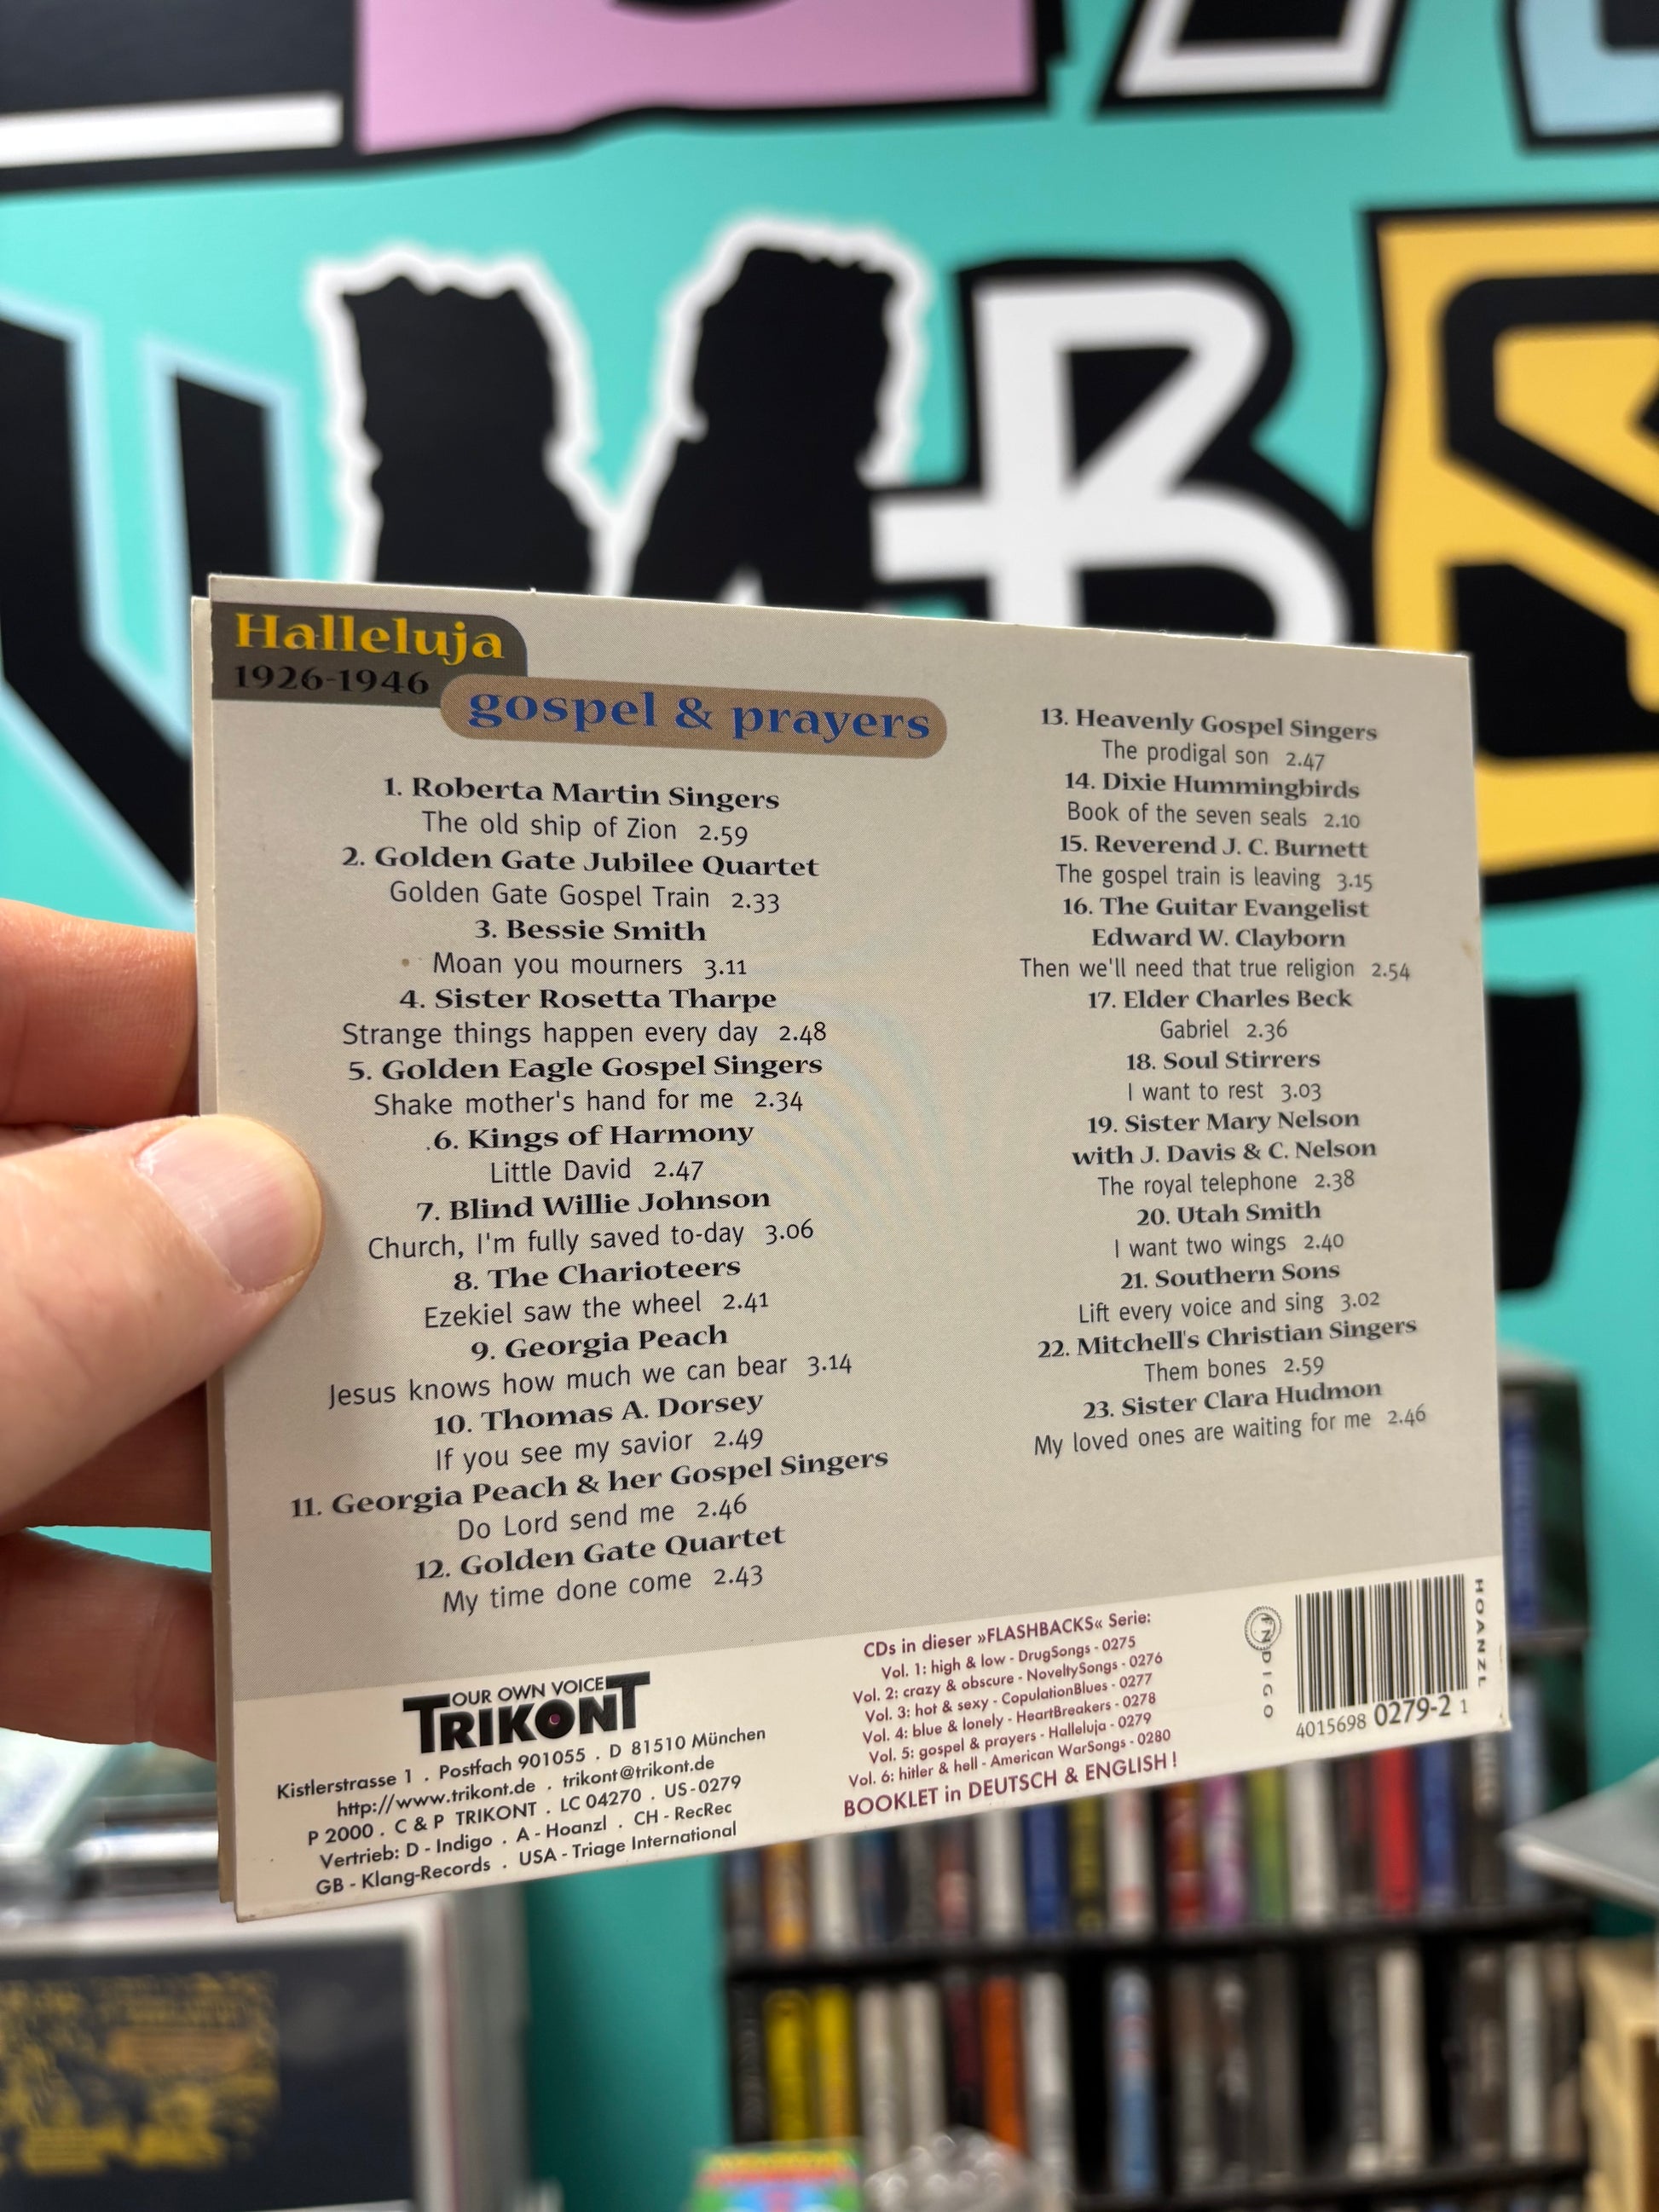 Halleluja
1926-1946
gospel & prayers
1. Roberta Martin Singers
The old ship of Zion 2.59
2. Golden Gate Jubilee Quartet
Golden Gate Gospel Train 2.33
3. Bessie Smith
Moan you mourners 3.11
4. Sister Rosetta Tharpe
Strange things happen every day 2.48
5. Golden Eagle Gospel Singers
Shake mother's hand for me 2.34
.6. Kings of Harmony
Little David 2.47
7. Blind Willie Johnson
Church, I'm fully saved to-day 3.06
8. The Charioteers
Ezekiel saw the wheel 2.41
9. Georgia Peach
Jesus knows how much we can bear 3.14
10. Thomas A. Dorsey
If you see my savior 2.49
11. Georgia Peach & her Gospel Singers
Do Lord send me 2.46
12. Golden Gate Quartet
My time done come 2.43
13. Heavenly Gospel Singers
The prodigal son 2.47
14. Dixie Hummingbirds
Book of the seven seals 2.10
15. Reverend J. C. Burnett
The gospel train is leaving 3.15
16. The Guitar Evangelist
Edward W. Clayborn
Then we'll need that true religion 2.54
17. Elder Charles Beck
Gabriel 2.36
18. Soul Stirrers
I want to rest 3.03
19. Sister Mary Nelson
with J. Davis & C. Nelson
The royal telephone 2.38
20. Utah Smith
I want two wings 2.40
21. Southern Sons
Lift every voice and sing 3.02
22. Mitchell's Christian Singers
Them bones 2.59
23. Sister Clara Hudmon
My loved ones are waiting for me 2.46
OUR OWN VOICE
TRIKONT
Kistlerstrasse 1 . Postfach 901055 . D 81510 München
http://www.trikont.de . trikont@trikont.de
P 2000 . C & P TRIKONT . LC 04270 . US-0279
Vertrieb: D - Indigo . A - Hoanzl . CH - RecRec
GB - Klang-Records . USA - Triage International
CDs in dieser »FLASHBACKS« Serie:
Vol. 1: high & low - DrugSongs - 0275
Vol. 2: crazy & obscure - NoveltySongs - 0276
Vol. 3: hot & sexy - CopulationBlues - 0277
Vol. 4: blue & lonely - HeartBreakers - 0278
Vol. 5: gospel & prayers - Halleluja - 0279
Vol. 6: hitler & hell - American WarSongs - 0280
BOOKLET in DEUTSCH & ENGLISH !
INDIGO
HOANZL
4015698 0279-2 1